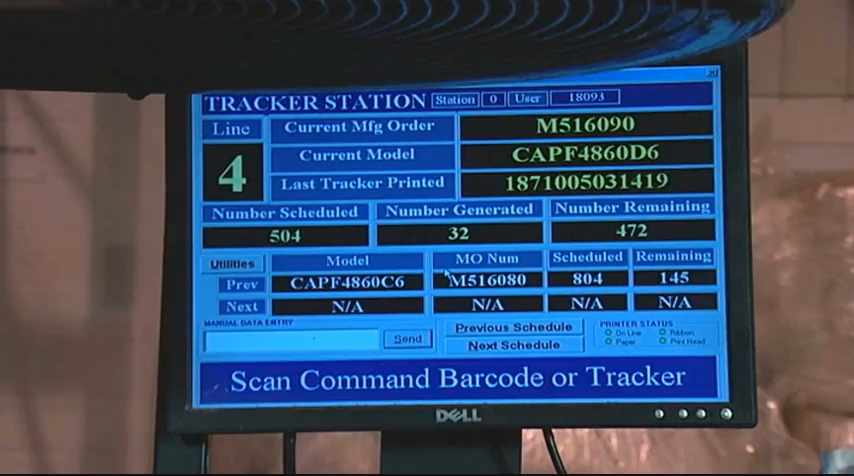 TRACKER STATION Station 0 User 18093
Line Current Mfg Order M516090
4 Current Model CAPF4860D6
Last Tracker Printed 1871005031419
Number Scheduled Number Generated Number Remaining
504 32 472
Utilities Model MO Num Scheduled Remaining
Prev CAPF4860C6 M516080 804 145
Next N/A N/A N/A N/A
MANUAL DATA ENTRY Previous Schedule PRINTER STATUS
Send Next Schedule On Line Ribbon
Paper Print Head
Scan Command Barcode or Tracker
DELL